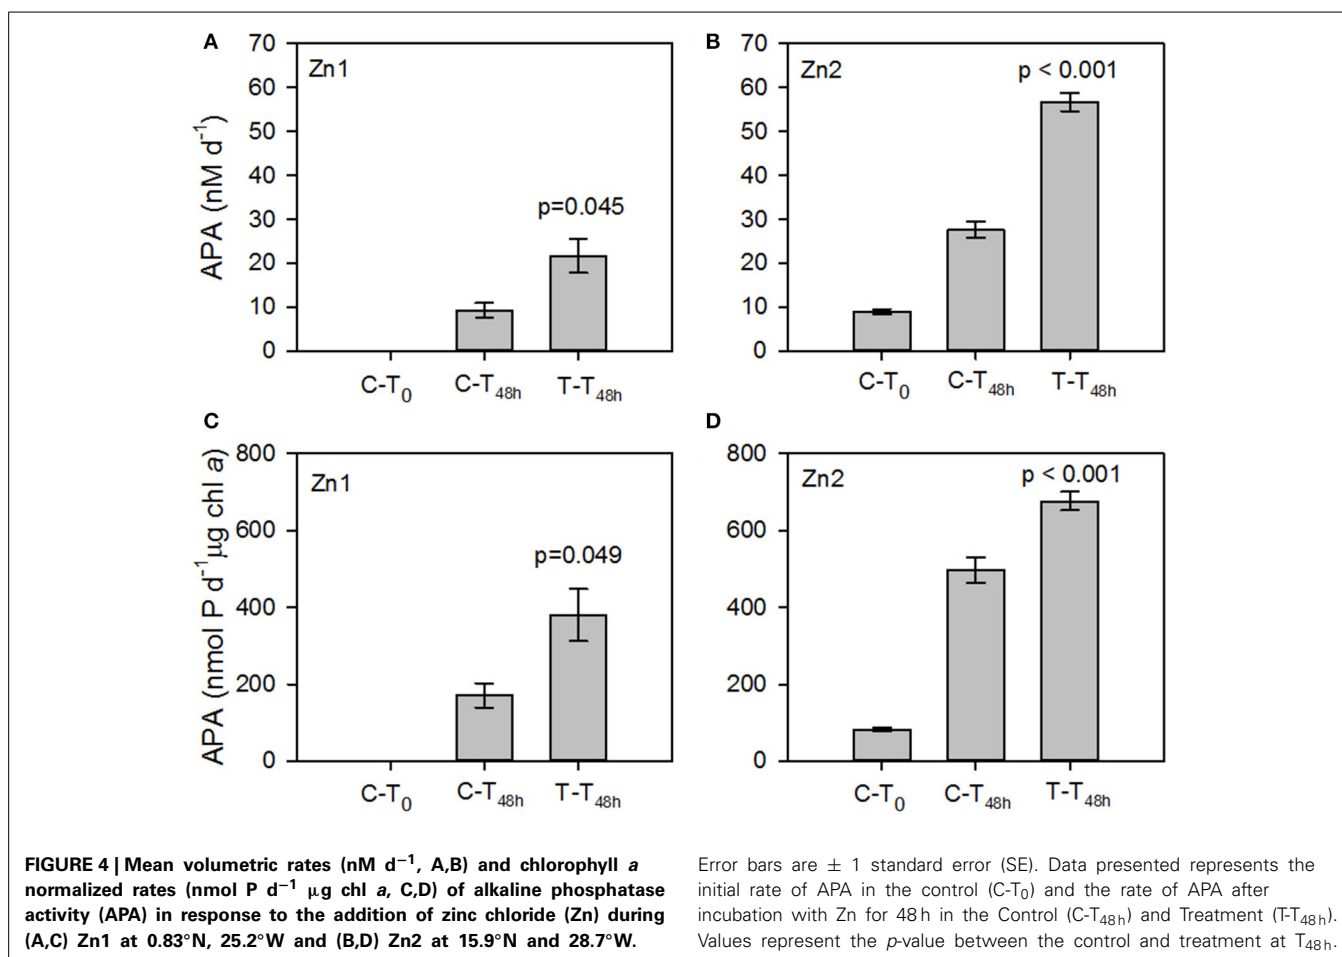 A
APA (nM d⁻¹)
70
60
50
40
30
20
10
0
Zn1
p=0.045
C-T₀ C-T₄₈ₕ T-T₄₈ₕ
B
70
60
50
40
30
20
10
0
Zn2
p < 0.001
C-T₀ C-T₄₈ₕ T-T₄₈ₕ
C
APA (nmol P d⁻¹μg chl a)
800
600
400
200
0
Zn1
p=0.049
C-T₀ C-T₄₈ₕ T-T₄₈ₕ
D
800
600
400
200
0
Zn2
p < 0.001
C-T₀ C-T₄₈ₕ T-T₄₈ₕ
FIGURE 4 | Mean volumetric rates (nM d⁻¹, A,B) and chlorophyll a
normalized rates (nmol P d⁻¹ μg chl a, C,D) of alkaline phosphatase
activity (APA) in response to the addition of zinc chloride (Zn) during
(A,C) Zn1 at 0.83°N, 25.2°W and (B,D) Zn2 at 15.9°N and 28.7°W.
Error bars are ± 1 standard error (SE). Data presented represents the
initial rate of APA in the control (C-T₀) and the rate of APA after
incubation with Zn for 48 h in the Control (C-T₄₈ₕ) and Treatment (T-T₄₈ₕ).
Values represent the p-value between the control and treatment at T₄₈ₕ.